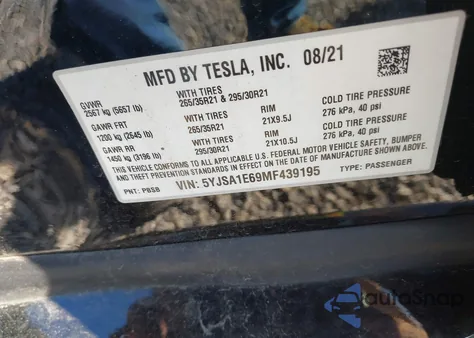 MFD BY TESLA, INC. 08/21
GVWR
2567 kg (5657 lb)
WITH TIRES
265/35R21 & 295/30R21
GAWR FRT
1200 kg (2645 lb)
WITH TIRES
265/35R21
RIM
21X9.5J
COLD TIRE PRESSURE
276 kPa, 40 psi
GAWR RR
1450 kg (3196 lb)
WITH TIRES
295/30R21
RIM
21X10.5J
COLD TIRE PRESSURE
276 kPa, 40 psi
THIS VEHICLE CONFORMS TO ALL APPLICABLE U.S. FEDERAL MOTOR VEHICLE SAFETY, BUMPER
AND THEFT PREVENTION STANDARDS IN EFFECT ON THE DATE OF MANUFACTURE SHOWN ABOVE.
PNT: PBSB
VIN: 5YJSA1E69MF439195
TYPE: PASSENGER
autoSnap